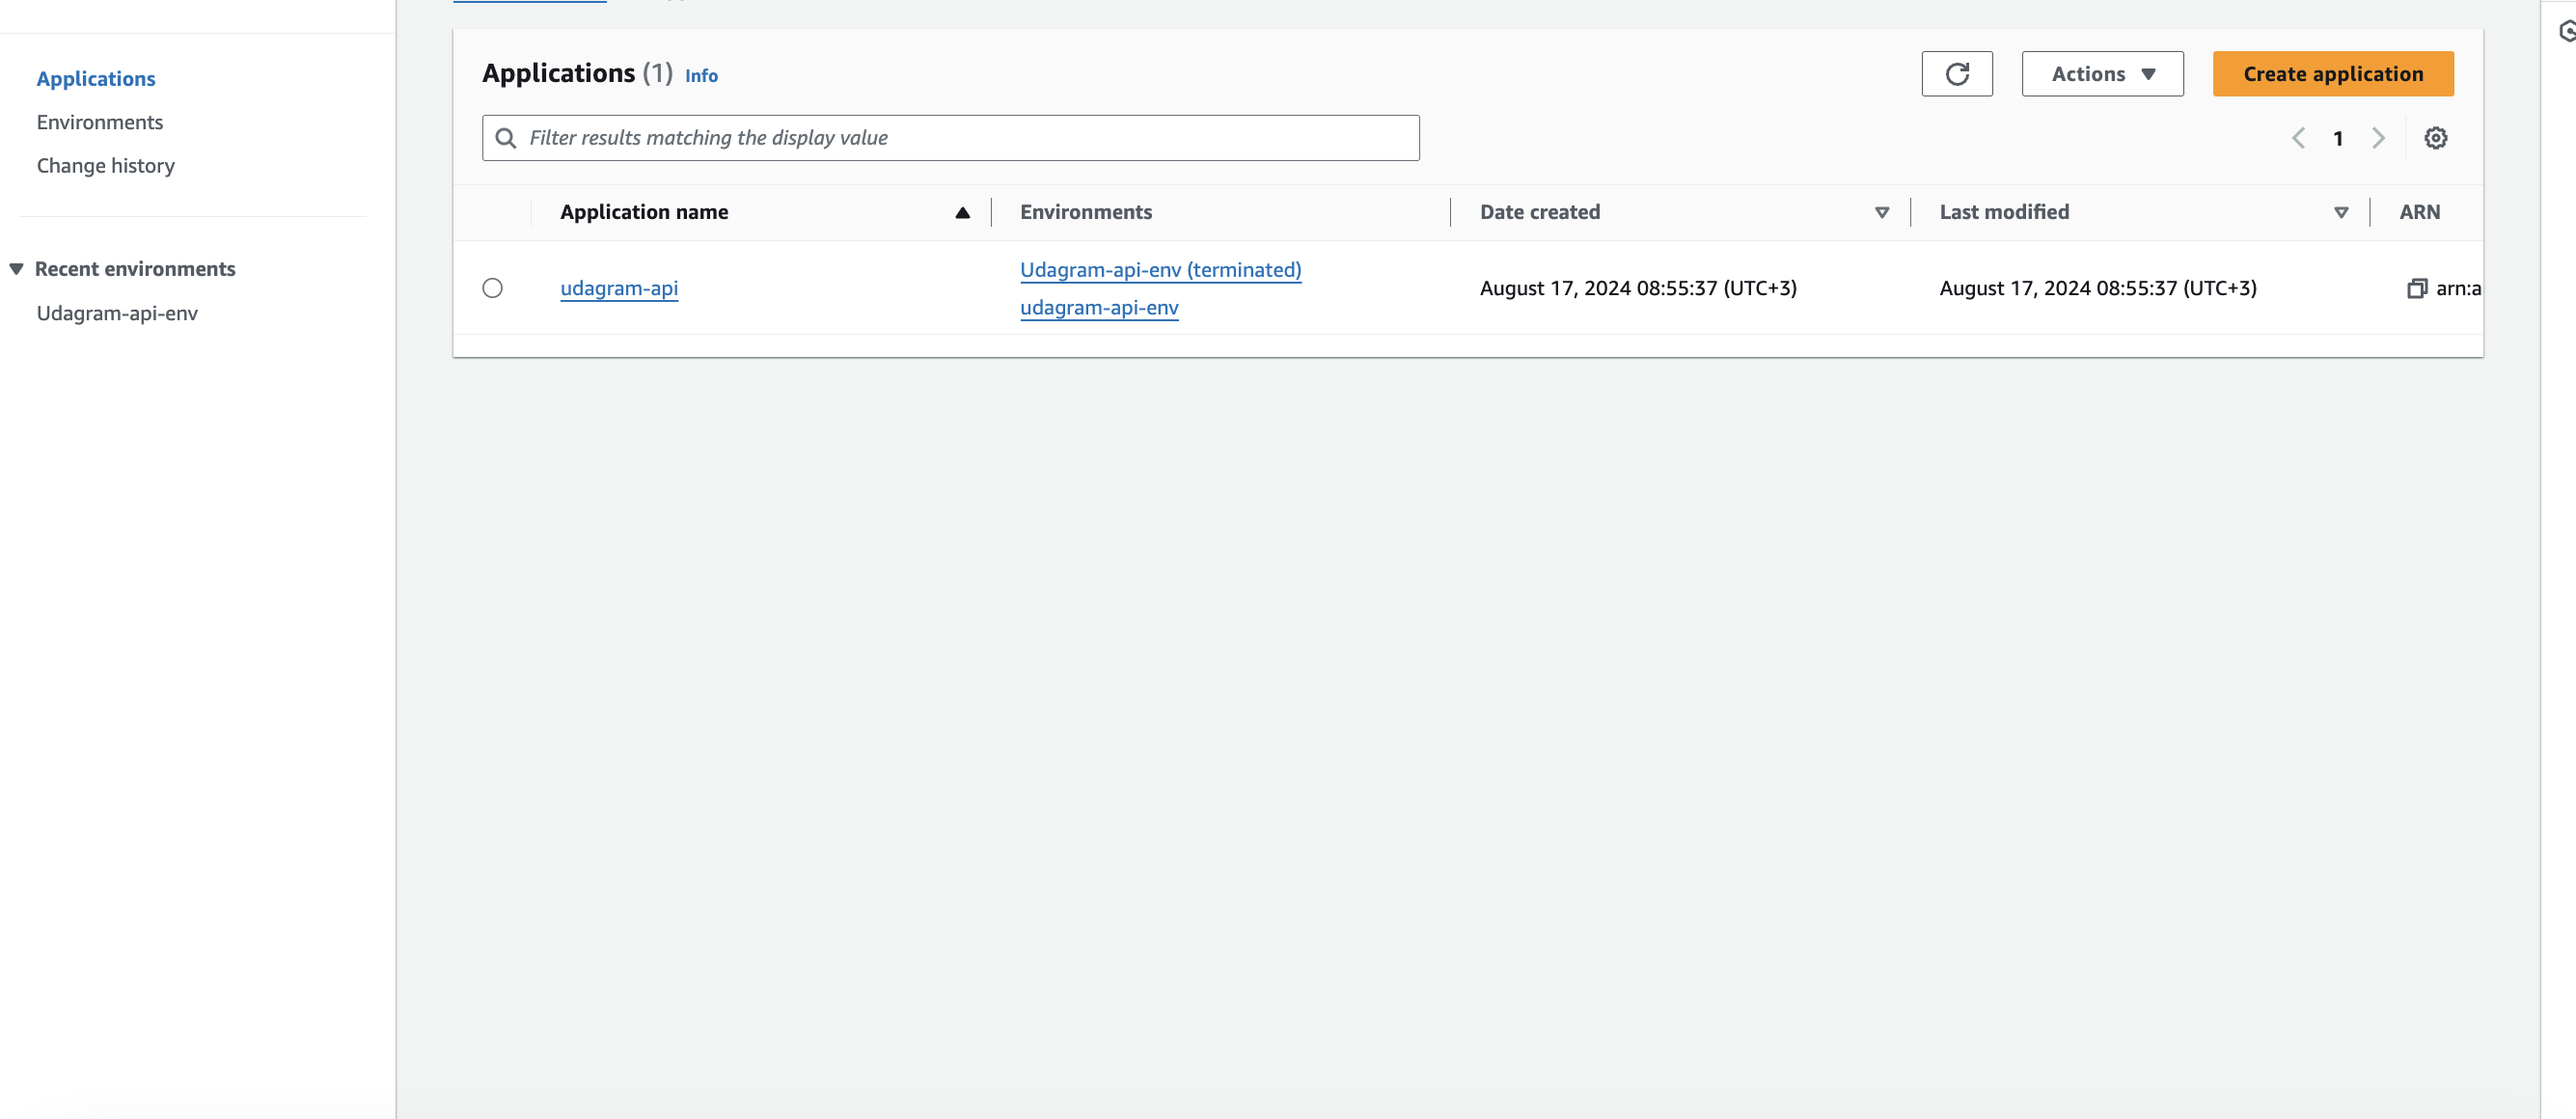 Applications
Environments
Change history
Recent environments
Udagram-api-env
Applications (1) Info
Actions
Create application
Filter results matching the display value
1
Application name Environments Date created Last modified ARN
udagram-api
Udagram-api-env (terminated)
udagram-api-env
August 17, 2024 08:55:37 (UTC+3)
August 17, 2024 08:55:37 (UTC+3)
arn:a